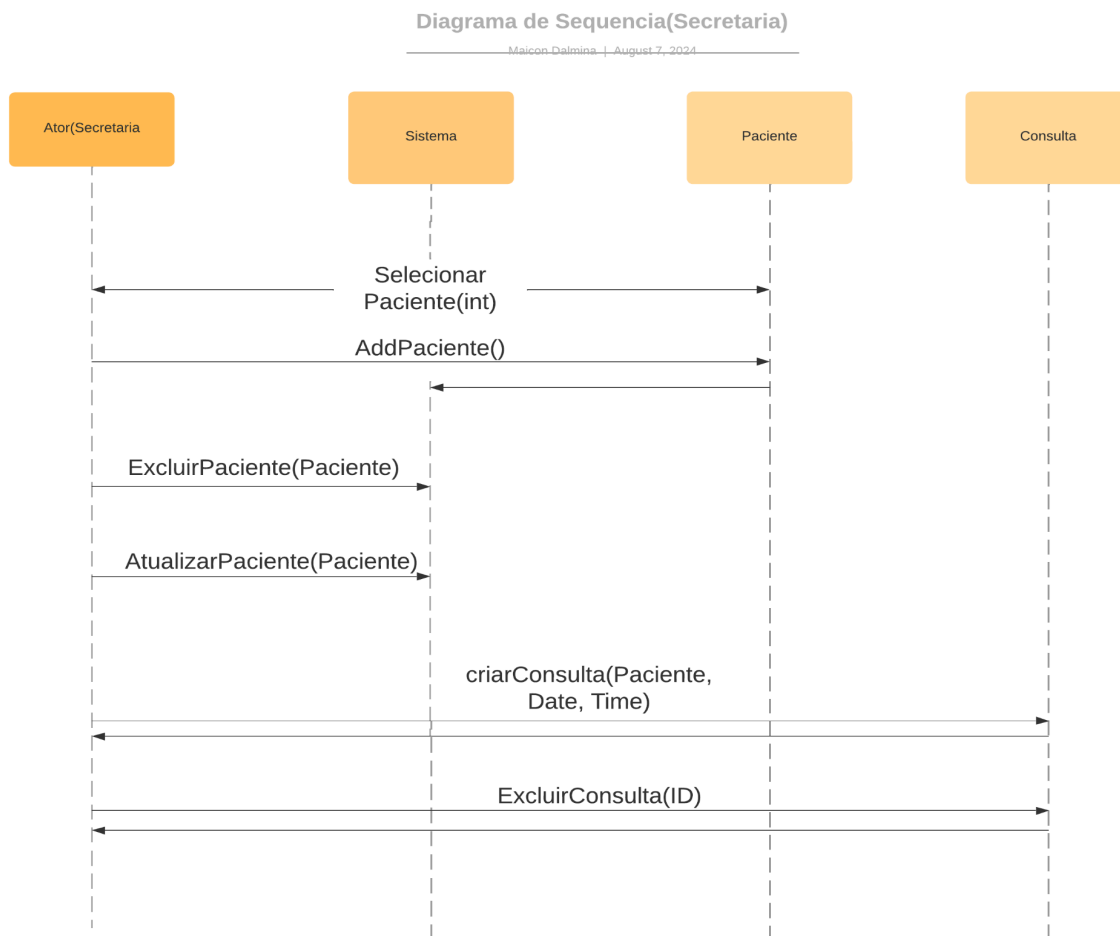 Diagrama de Sequencia(Secretaria)
Maicon Dalmina | August 7, 2024
Ator(Secretaria
Sistema
Paciente
Consulta
Selecionar
Paciente(int)
AddPaciente()
ExcluirPaciente(Paciente)
AtualizarPaciente(Paciente)
criarConsulta(Paciente,
Date, Time)
ExcluirConsulta(ID)